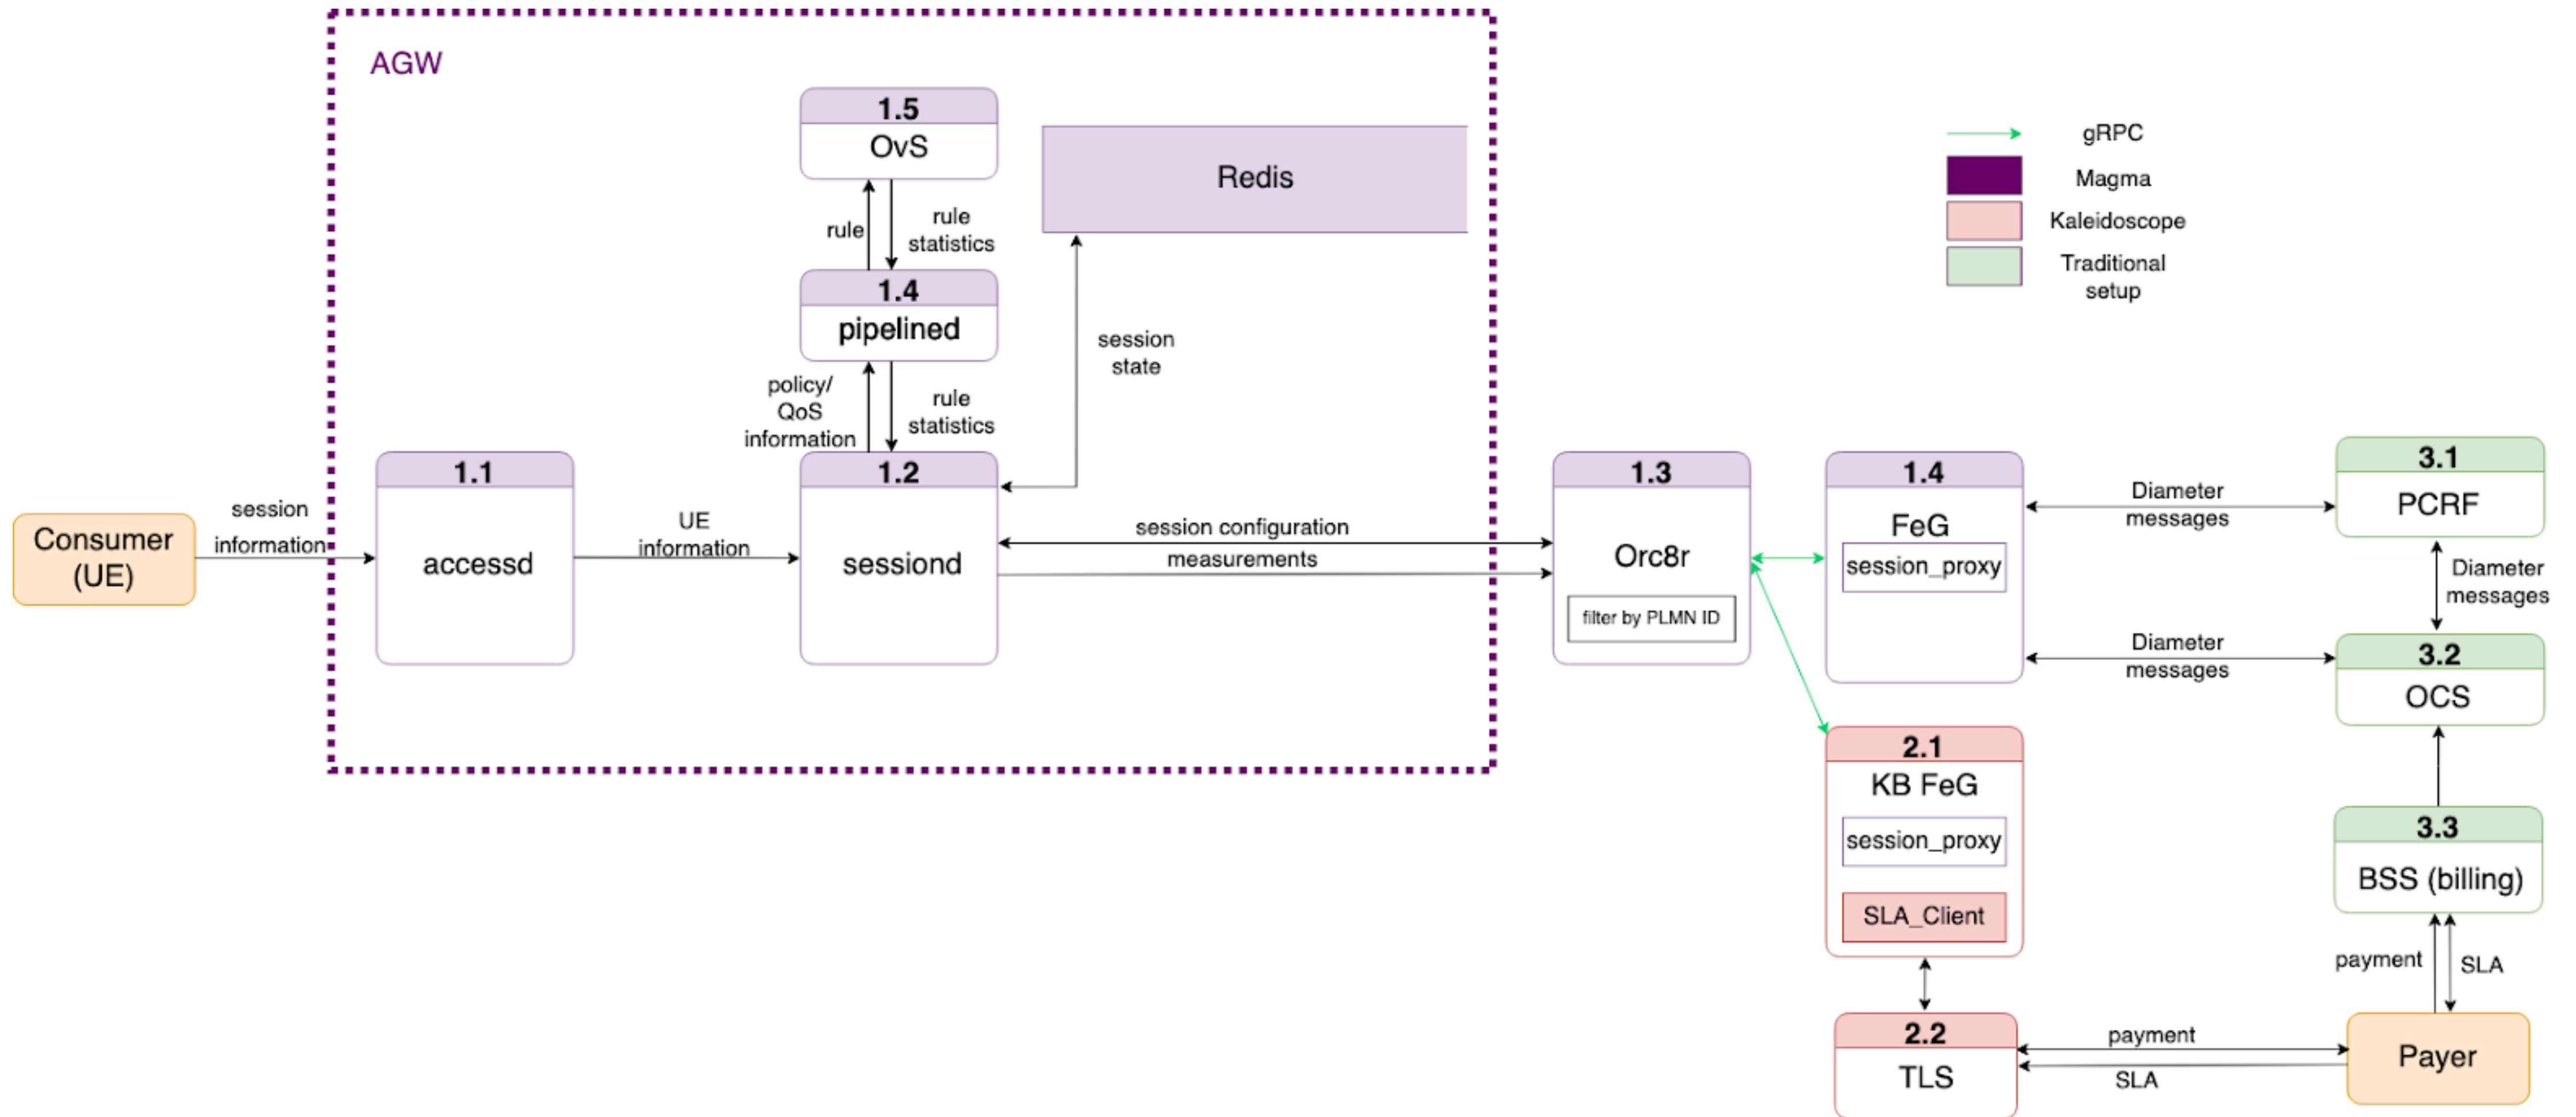 AGW
1.5
OvS
Redis
rule
rule
statistics
1.4
pipelined
session
state
policy/
QoS
information
rule
statistics
gRPC
Magma
Kaleidoscope
Traditional
setup
Consumer
(UE)
session
information
1.1
accessd
UE
information
1.2
sessiond
session configuration
measurements
1.3
Orc8r
filter by PLMN ID
1.4
FeG
session_proxy
Diameter
messages
Diameter
messages
3.1
PCRF
Diameter
messages
3.2
OCS
2.1
KB FeG
session_proxy
SLA_Client
3.3
BSS (billing)
payment
SLA
2.2
TLS
payment
SLA
Payer